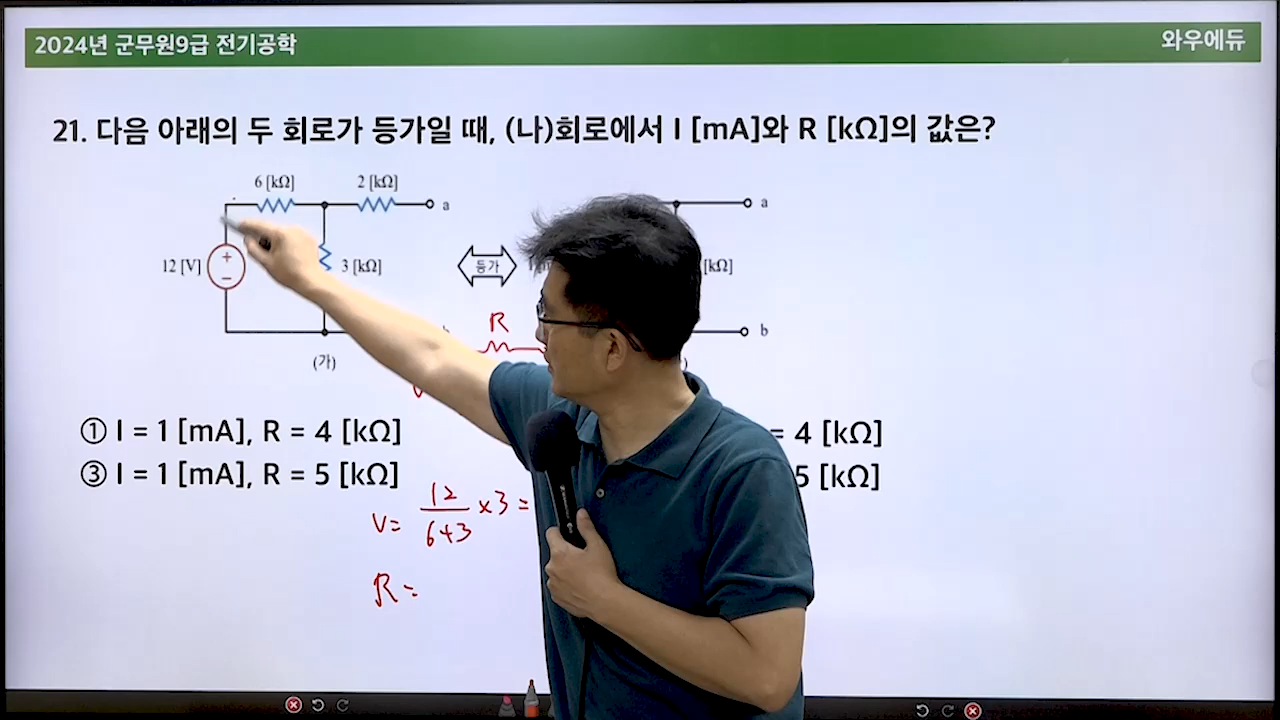 2024년 군무원9급 전기공학
와우에듀
21. 다음 아래의 두 회로가 등가일 때, (나)회로에서 I [mA]와 R [kΩ]의 값은?
6 [kΩ]
2 [kΩ]
a
a
12 [V]
+
−
3 [kΩ]
등가
[kΩ]
b
R
(가)
)
① I = 1 [mA], R = 4 [kΩ]
= 4 [kΩ]
③ I = 1 [mA], R = 5 [kΩ]
5 [kΩ]
V= 12/6+3 ×3 =
R=